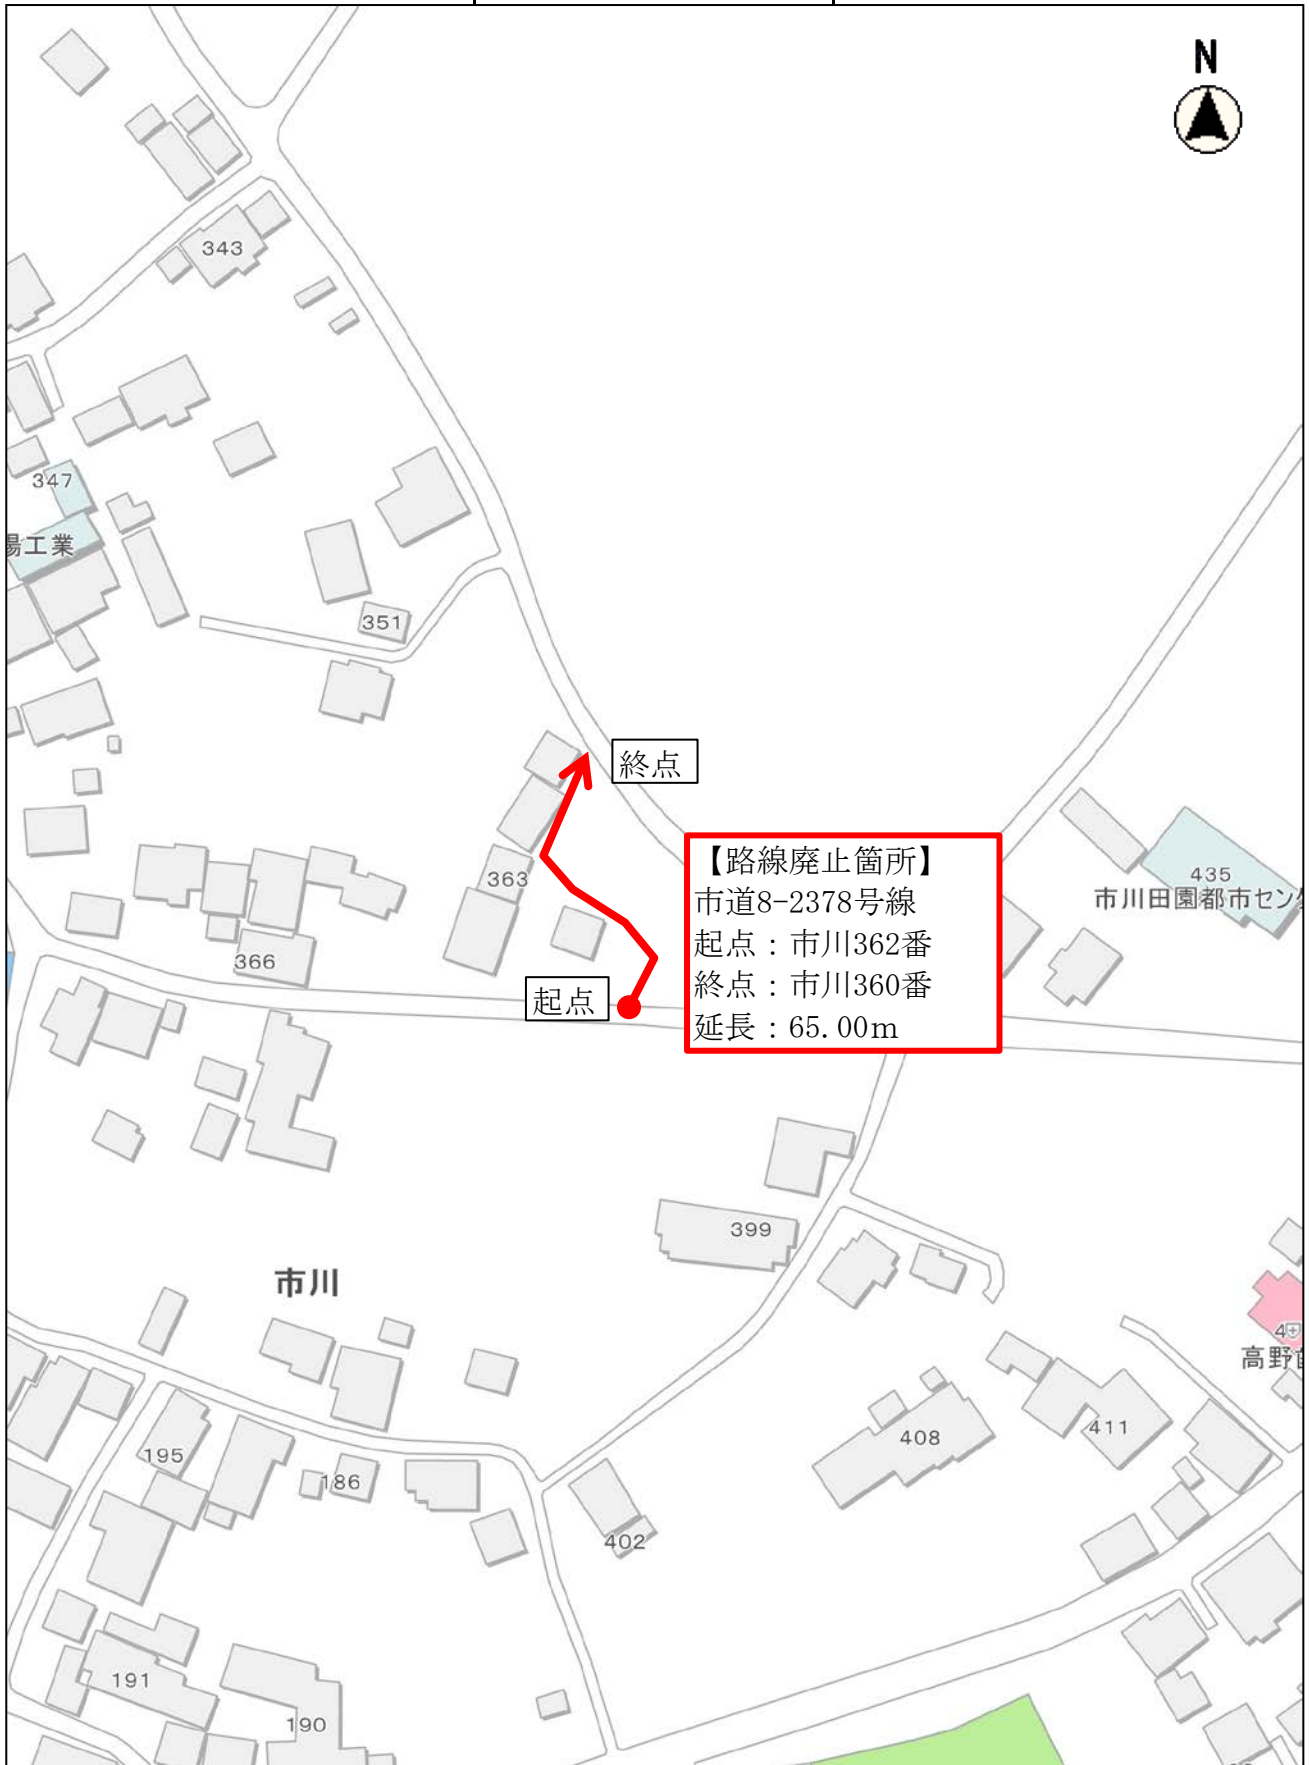 N
343
347
場工業
351
終点
363
【路線廃止箇所】
市道8-2378号線
起点：市川362番
終点：市川360番
延長：65.00m
435
市川田園都市セン
366
起点
399
市川
高野
195
186
408
411
402
191
190